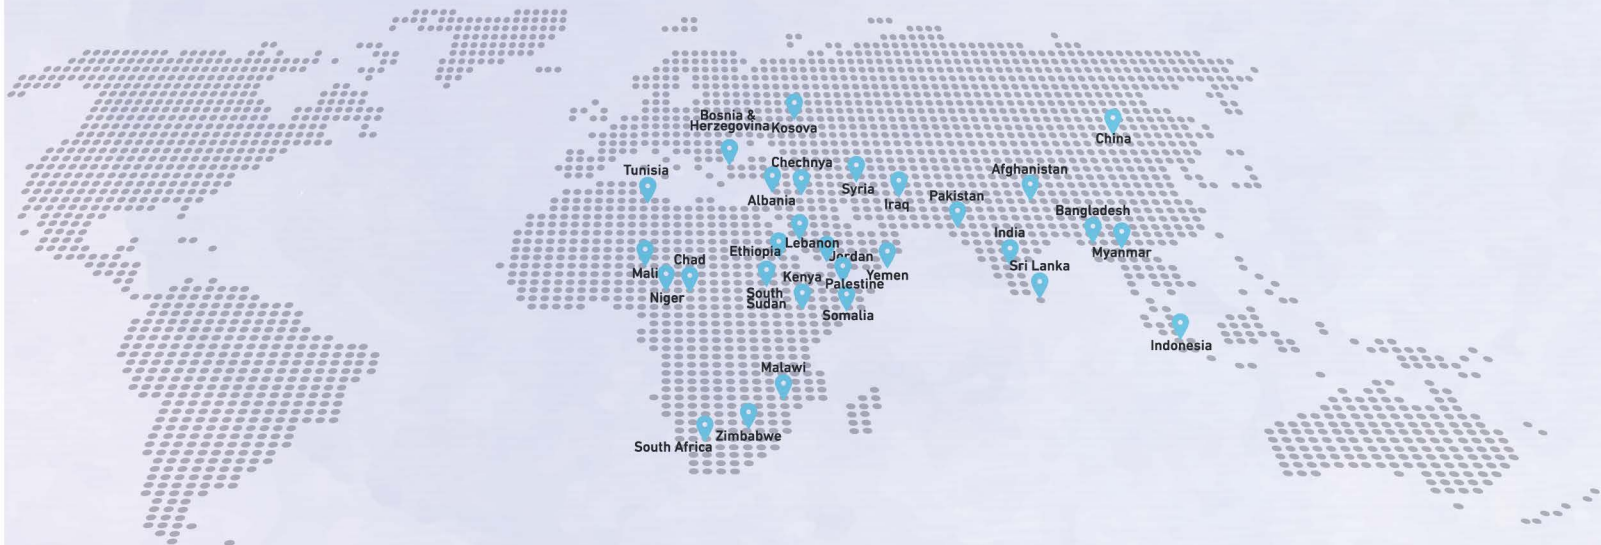 Bosnia &
Herzegovina
Kosova
China
Chechnya
Tunisia
Afghanistan
Syria
Albania
Pakistan
Iraq
Bangladesh
India
Lebanon
Ethiopia
Myanmar
Jordan
Chad
Sri Lanka
Mali
Yemen
Kenya
Palestine
South
Sudan
Niger
Somalia
Indonesia
Malawi
Zimbabwe
South Africa